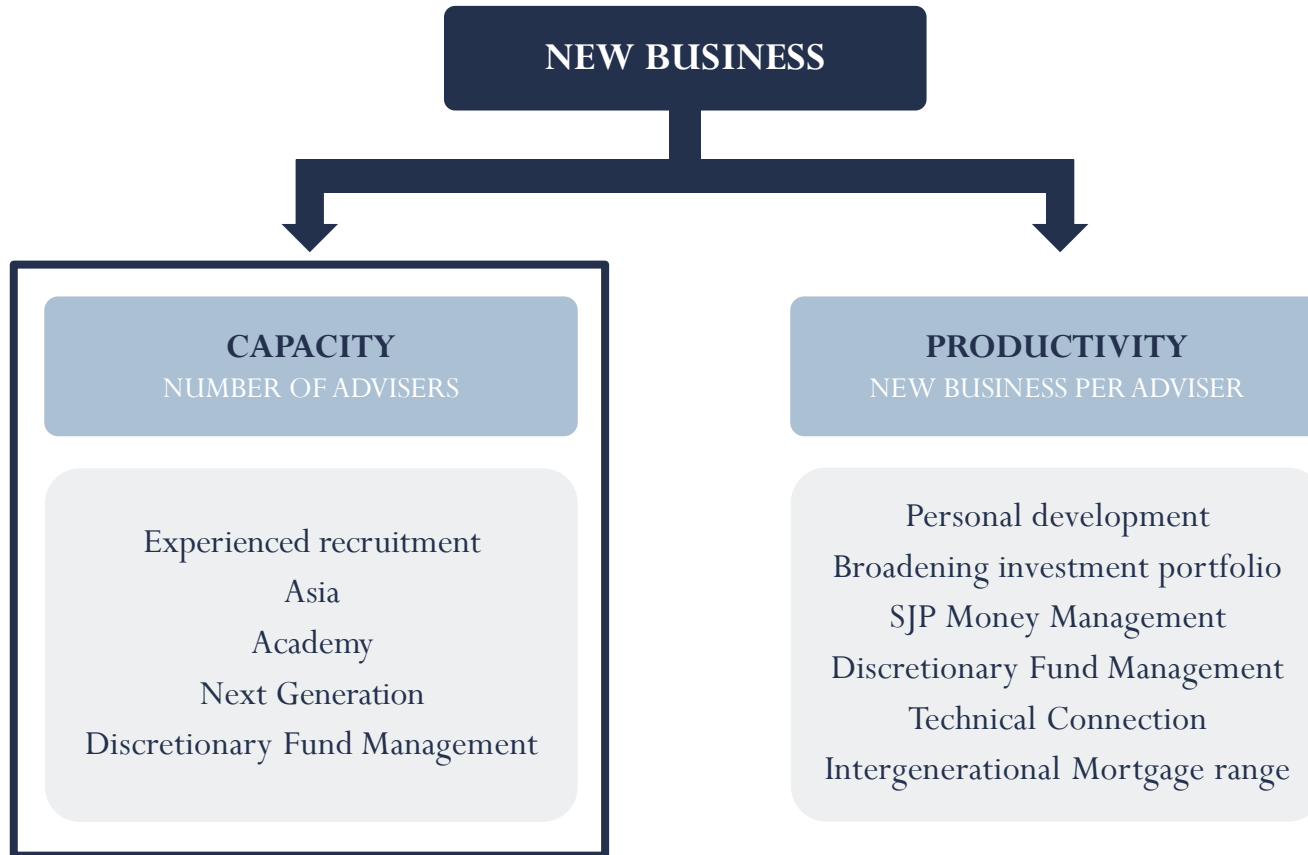 NEW BUSINESS
CAPACITY
NUMBER OF ADVISERS
Experienced recruitment
Asia
Academy
Next Generation
Discretionary Fund Management
PRODUCTIVITY
NEW BUSINESS PER ADVISER
Personal development
Broadening investment portfolio
SJP Money Management
Discretionary Fund Management
Technical Connection
Intergenerational Mortgage range